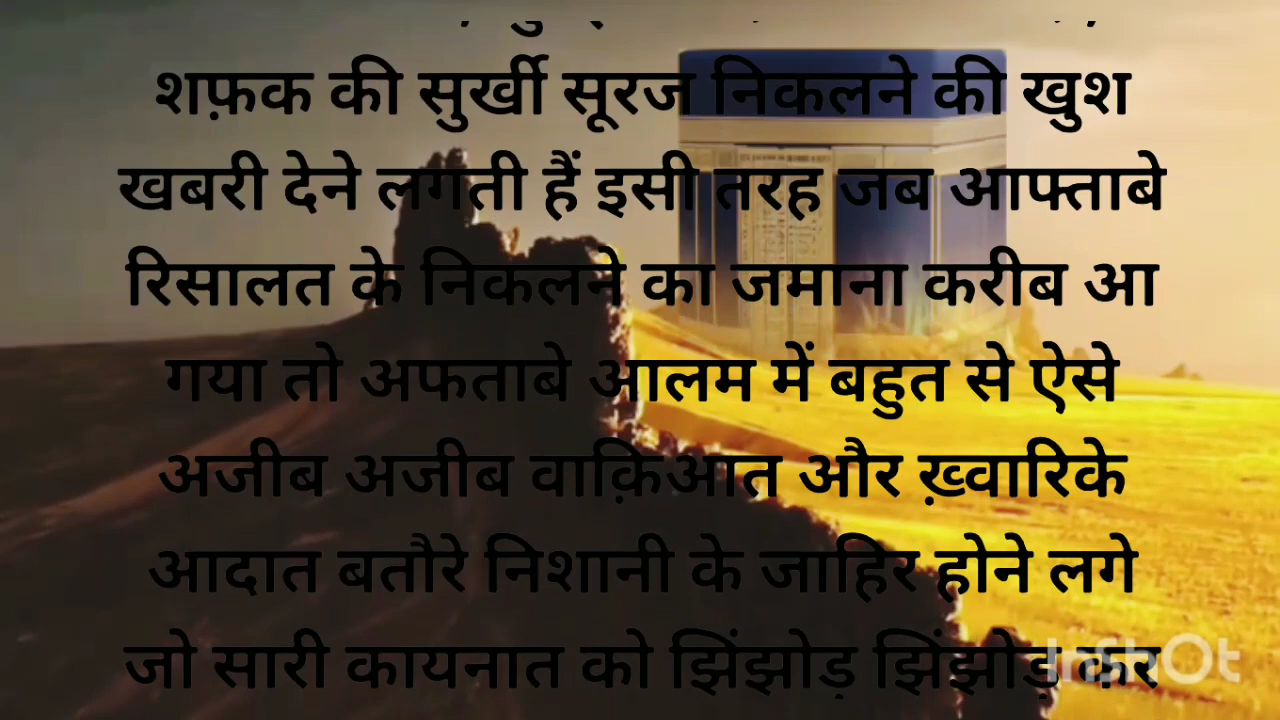 शफ़क की सुर्खी सूरज निकलने की खुश
खबरी देने लगती हैं इसी तरह जब आफ्ताबे
रिसालत के निकलने का जमाना करीब आ
गया तो अफताबे आलम में बहुत से ऐसे
अजीब अजीब वाक़िआत और ख़्वारिके
आदात बतौरे निशानी के जाहिर होने लगे
जो सारी कायनात को झिंझोड़ झिंझोड़ कर
InShOt